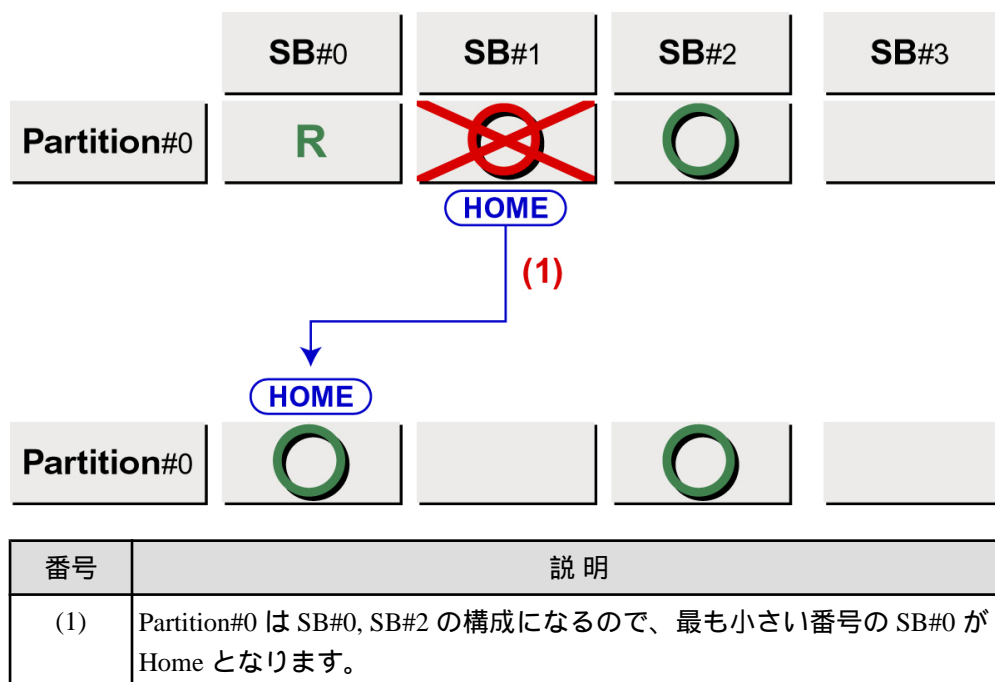 SB#0 SB#1 SB#2 SB#3
Partition#0 R
HOME
(1)
HOME
Partition#0
番号 説 明
(1) Partition#0 は SB#0, SB#2 の構成になるので、最も小さい番号の SB#0 が
Home となります。